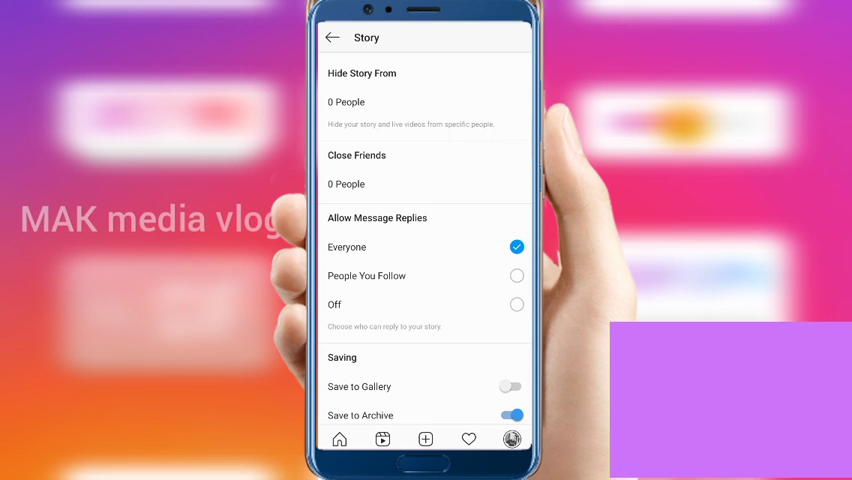 Story
Hide Story From
0 People
Hide your story and live videos from specific people.
Close Friends
0 People
MAK media vlog
Allow Message Replies
Everyone
People You Follow
Off
Choose who can reply to your story.
Saving
Save to Gallery
Save to Archive